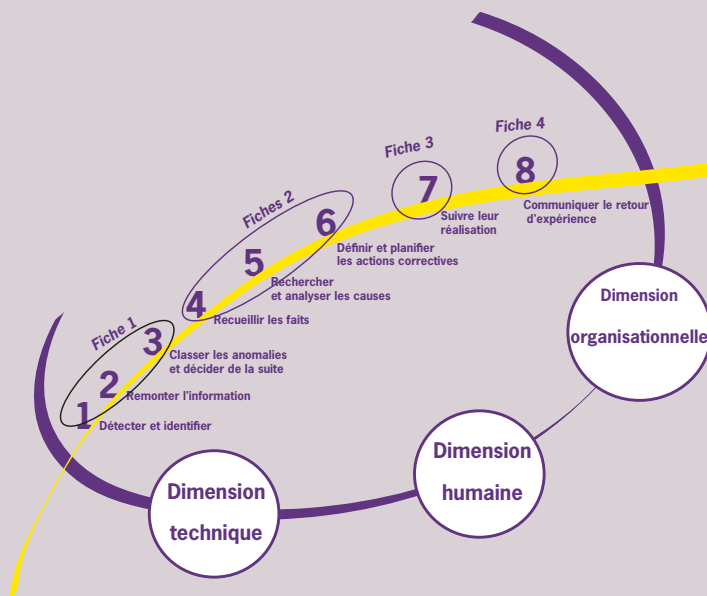 Fiche 1
1
Détecter et identifier
2
Remonter l'information
3
Classer les anomalies
et décider de la suite
Fiches 2
4
Recueillir les faits
5
Rechercher
et analyser les causes
6
Définir et planifier
les actions correctives
Fiche 3
7
Suivre leur
réalisation
Fiche 4
8
Communiquer le retour
d'expérience
Dimension
technique
Dimension
humaine
Dimension
organisationnelle